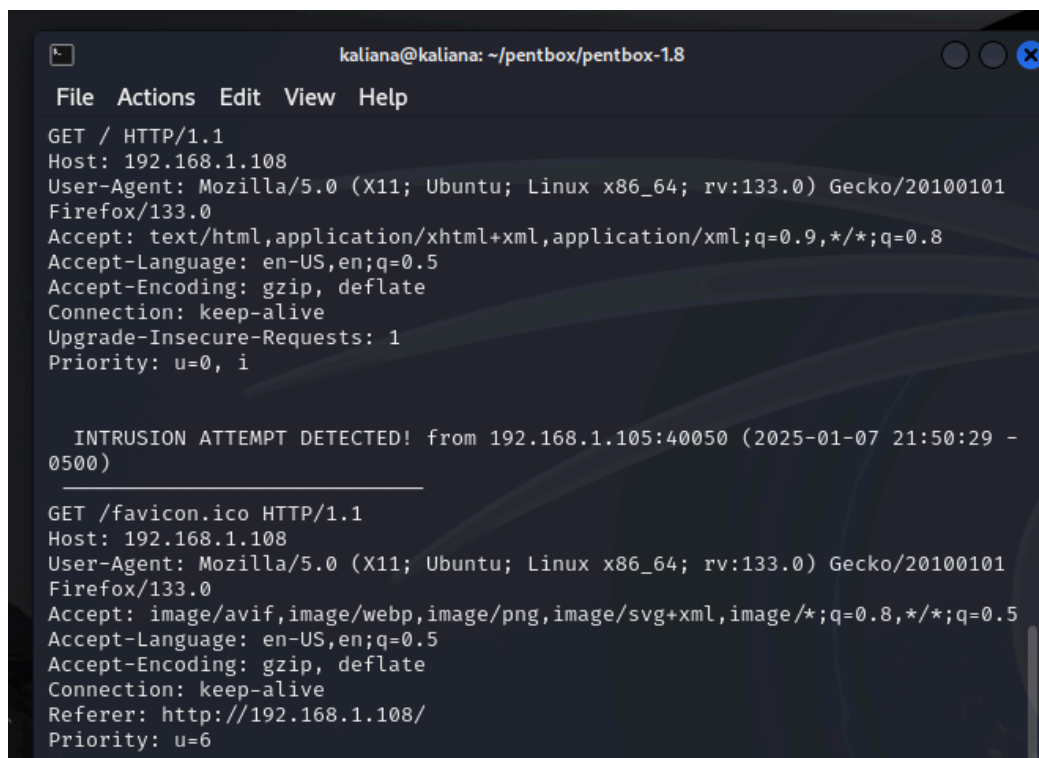 kaliana@kaliana: ~/pentbox/pentbox-1.8
File Actions Edit View Help
GET / HTTP/1.1
Host: 192.168.1.108
User-Agent: Mozilla/5.0 (X11; Ubuntu; Linux x86_64; rv:133.0) Gecko/20100101
Firefox/133.0
Accept: text/html,application/xhtml+xml,application/xml;q=0.9,*/*;q=0.8
Accept-Language: en-US,en;q=0.5
Accept-Encoding: gzip, deflate
Connection: keep-alive
Upgrade-Insecure-Requests: 1
Priority: u=0, i
INTRUSION ATTEMPT DETECTED! from 192.168.1.105:40050 (2025-01-07 21:50:29 -
0500)
GET /favicon.ico HTTP/1.1
Host: 192.168.1.108
User-Agent: Mozilla/5.0 (X11; Ubuntu; Linux x86_64; rv:133.0) Gecko/20100101
Firefox/133.0
Accept: image/avif,image/webp,image/png,image/svg+xml,image/*;q=0.8,*/*;q=0.5
Accept-Language: en-US,en;q=0.5
Accept-Encoding: gzip, deflate
Connection: keep-alive
Referer: http://192.168.1.108/
Priority: u=6